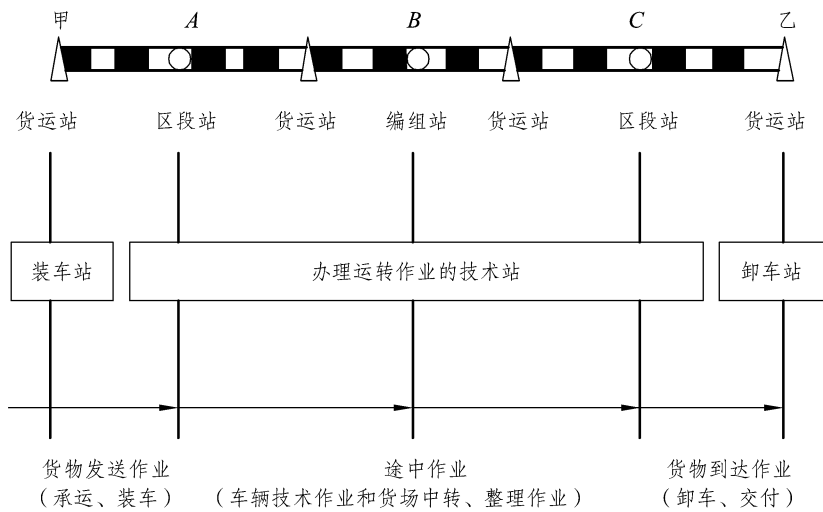 甲 A B C 乙
货运站 区段站 货运站 编组站 货运站 区段站 货运站
装车站 办理运转作业的技术站 卸车站
货物发送作业 途中作业 货物到达作业
（承运、装车） （车辆技术作业和货场中转、整理作业） （卸车、交付）